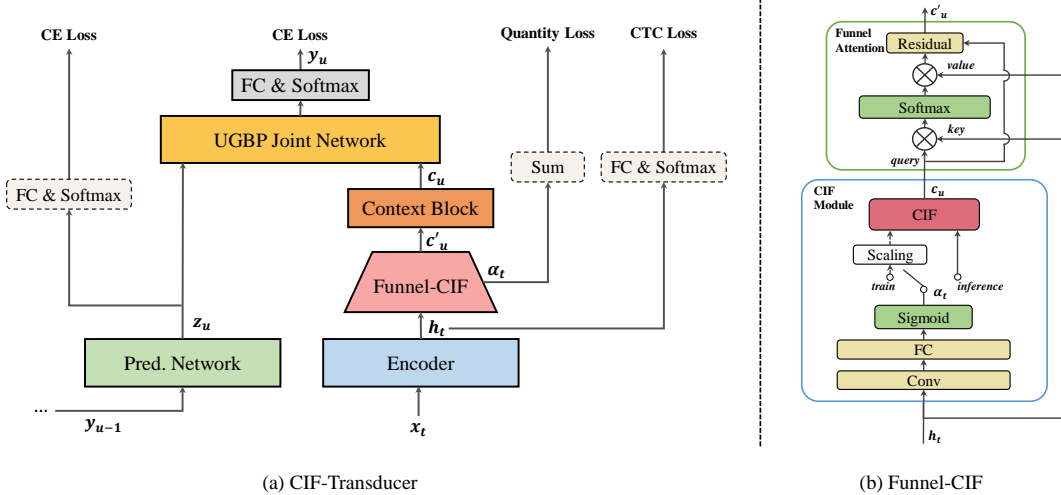 CE Loss
CE Loss
Quantity Loss
CTC Loss
y_u
FC & Softmax
UGBP Joint Network
FC & Softmax
Sum
FC & Softmax
c_u
Context Block
c'_u
α_t
Funnel-CIF
z_u
h_t
Pred. Network
Encoder
...
y_{u-1}
x_t
(a) CIF-Transducer
c'_u
Funnel
Attention
Residual
value
Softmax
key
query
c_u
CIF
Module
CIF
Scaling
train
α_t
inference
Sigmoid
FC
Conv
h_t
(b) Funnel-CIF